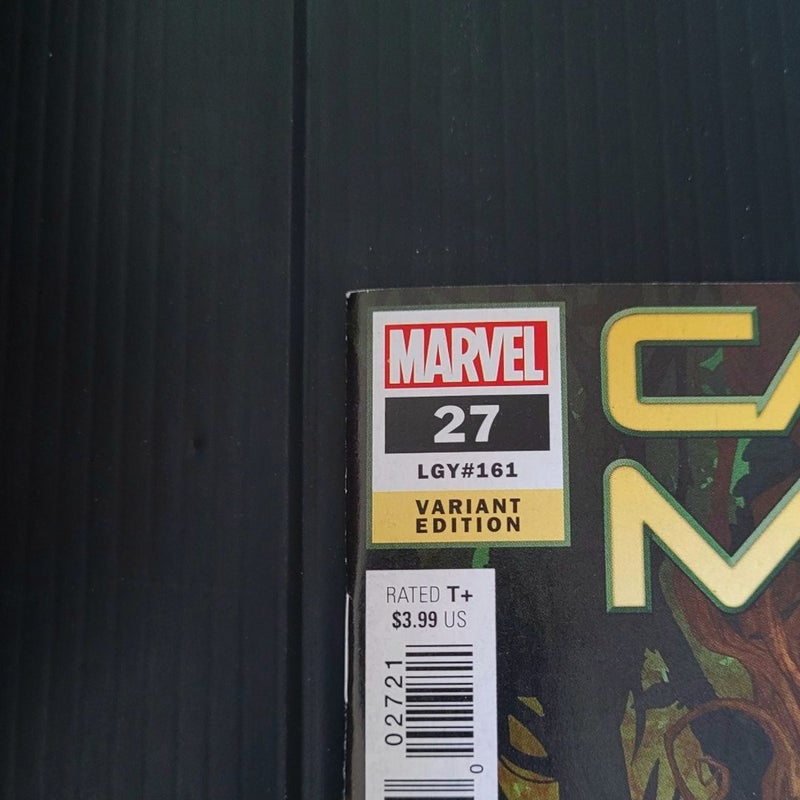 MARVEL
27
LGY#161
VARIANT
EDITION
RATED T+
$3.99 US
02721
0